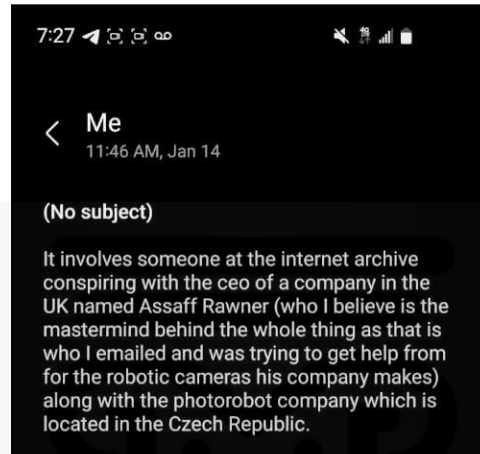 7:27
Me
11:46 AM, Jan 14
(No subject)
It involves someone at the internet archive
conspiring with the ceo of a company in the
UK named Assaff Rawner (who I believe is the
mastermind behind the whole thing as that is
who I emailed and was trying to get help from
for the robotic cameras his company makes)
along with the photorobot company which is
located in the Czech Republic.